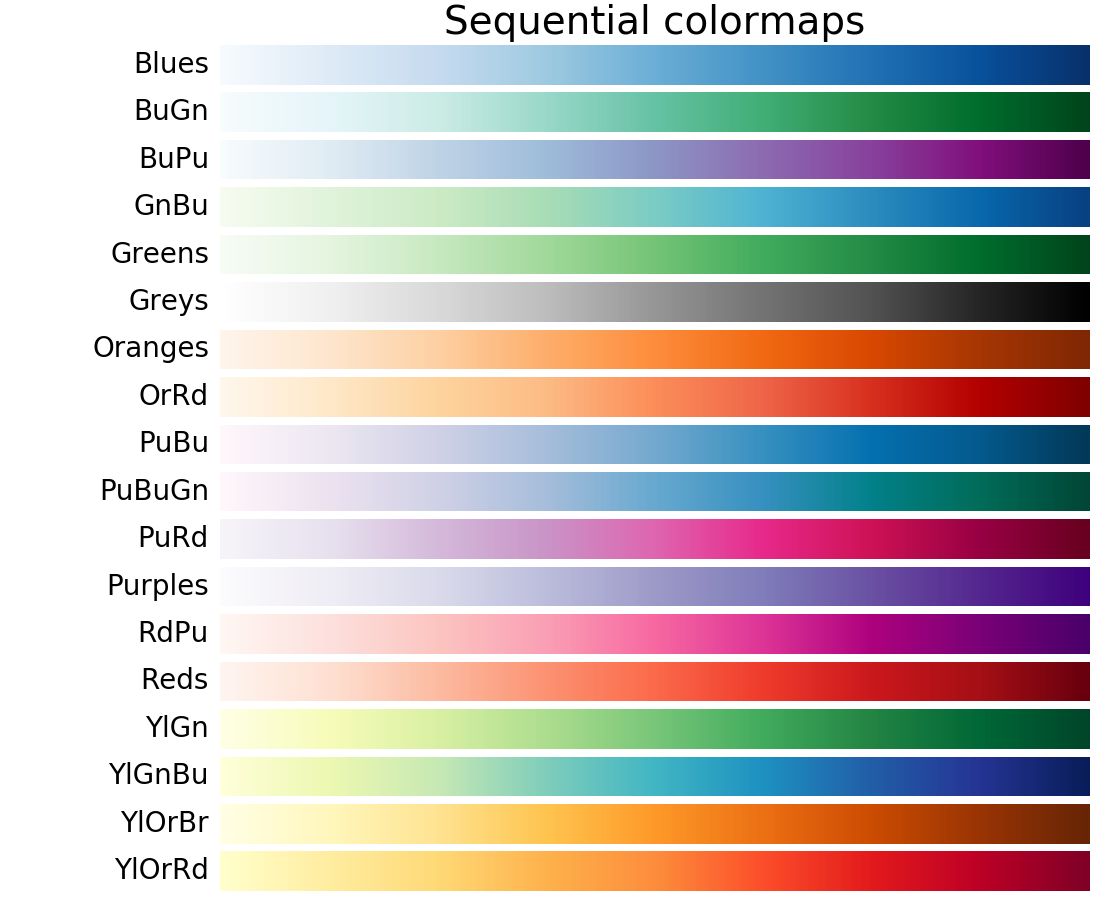 Sequential colormaps
Blues
BuGn
BuPu
GnBu
Greens
Greys
Oranges
OrRd
PuBu
PuBuGn
PuRd
Purples
RdPu
Reds
YlGn
YlGnBu
YlOrBr
YlOrRd